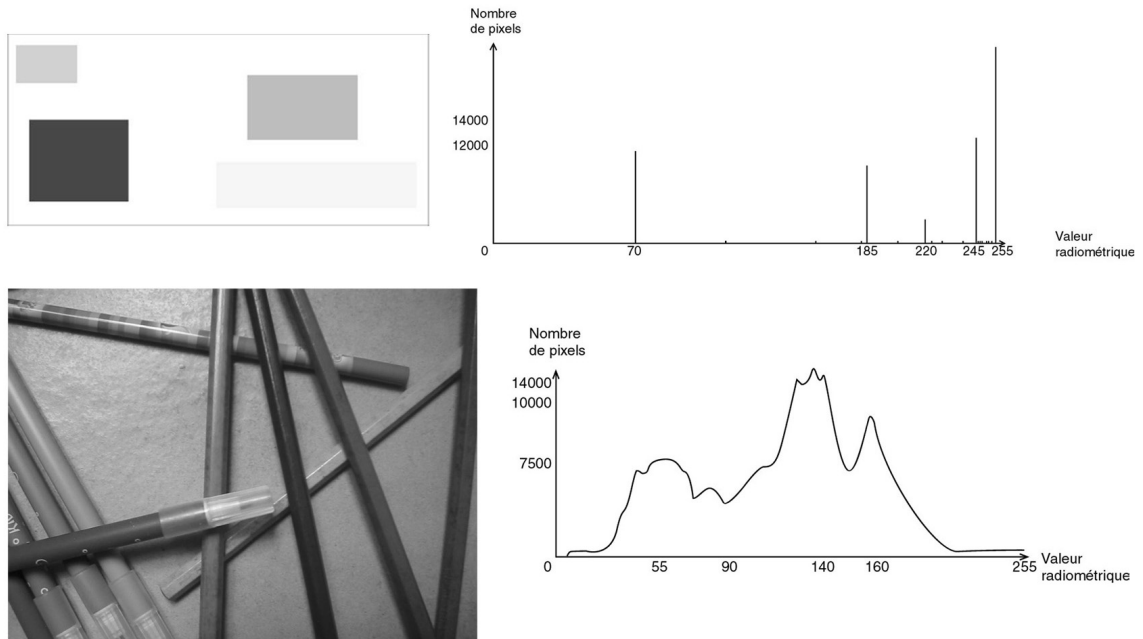 Nombre
de pixels
14000
12000
0
70
185
220
245
255
Valeur
radiométrique
Nombre
de pixels
14000
10000
7500
0
55
90
140
160
255
Valeur
radiométrique